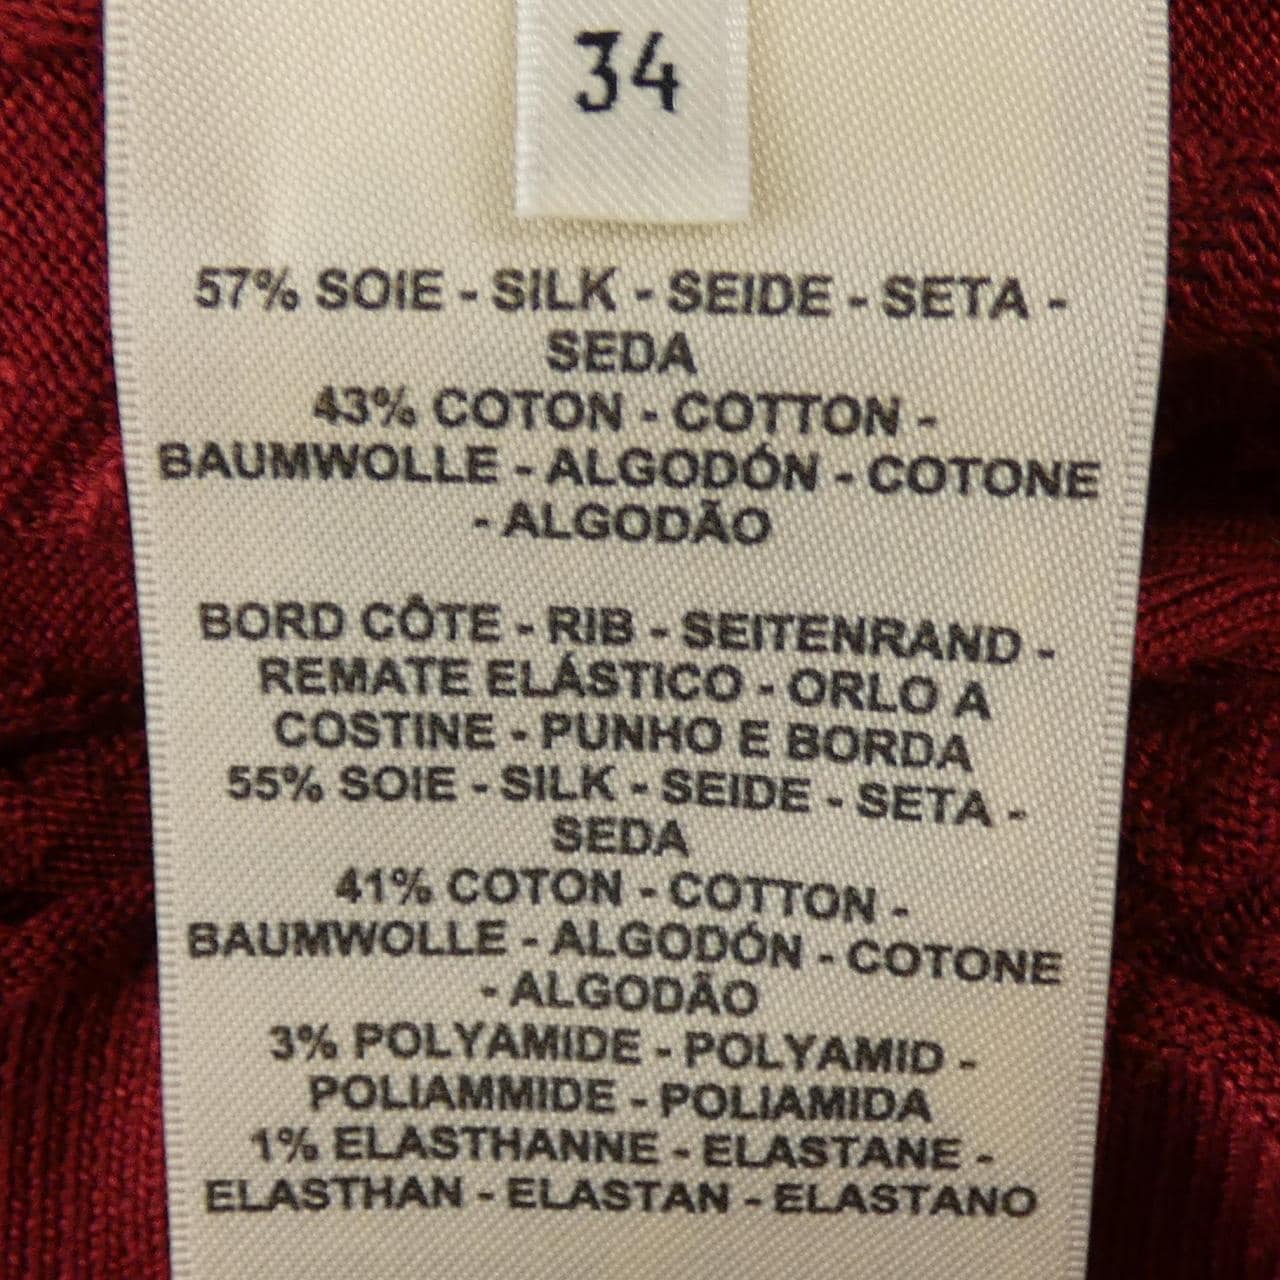 34
57% SOIE - SILK - SEIDE - SETA -
SEDA
43% COTON - COTTON -
BAUMWOLLE - ALGODÓN - COTONE
- ALGODÃO
BORD CÔTE - RIB - SEITENRAND -
REMATE ELÁSTICO - ORLO A
COSTINE - PUNHO E BORDA
55% SOIE - SILK - SEIDE - SETA -
SEDA
41% COTON - COTTON -
BAUMWOLLE - ALGODÓN - COTONE
- ALGODÃO
3% POLYAMIDE - POLYAMID -
POLIAMMIDE - POLIAMIDA
1% ELASTHANNE - ELASTANE -
ELASTHAN - ELASTAN - ELASTANO